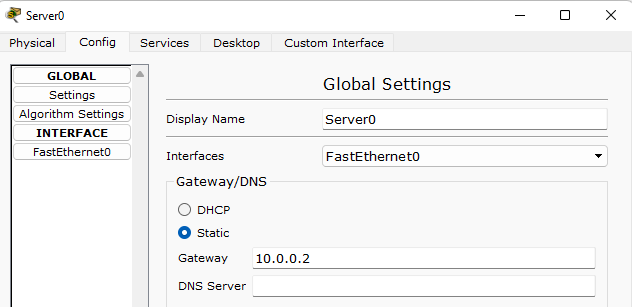 Server0
Physical Config Services Desktop Custom Interface
GLOBAL
Settings
Algorithm Settings
INTERFACE
FastEthernet0
Global Settings
Display Name Server0
Interfaces FastEthernet0
Gateway/DNS
DHCP
Static
Gateway 10.0.0.2
DNS Server